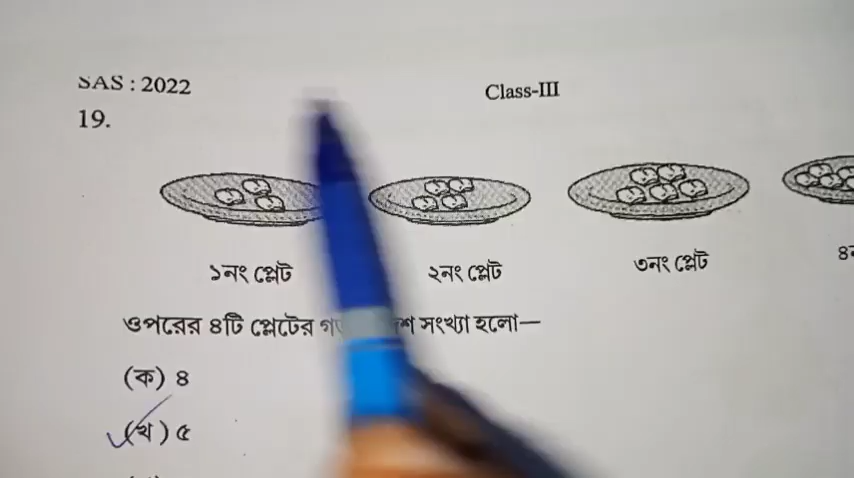 SAS : 2022 Class-III
19.
১নং প্লেট ২নং প্লেট ৩নং প্লেট
ওপরের ৪টি প্লেটের সংখ্যা হলো—
(ক) ৪
(খ) ৫